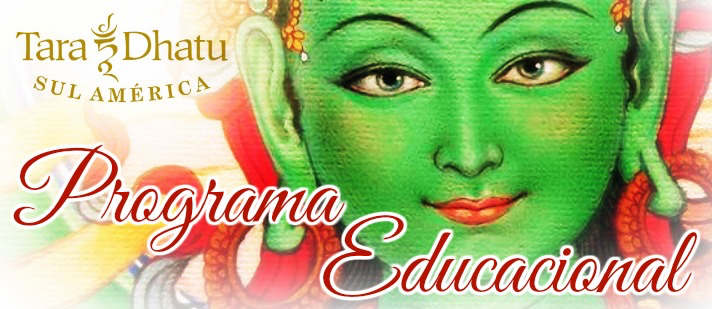 Tara ཧཱུྃ Dhatu
SUL AMÉRICA
Programa
Educacional